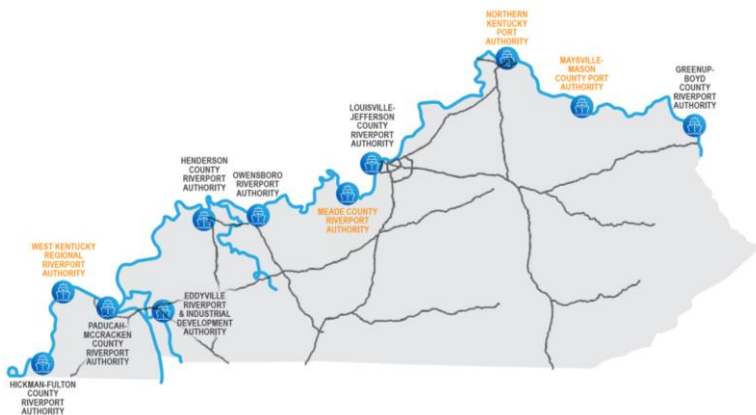 NORTHERN
KENTUCKY
PORT
AUTHORITY
MAYSVILLE-
MASON
COUNTY PORT
AUTHORITY
GREENUP-
BOYD
COUNTY
RIVERPORT
AUTHORITY
LOUISVILLE-
JEFFERSON
COUNTY
RIVERPORT
AUTHORITY
HENDERSON
COUNTY
RIVERPORT
AUTHORITY
OWENSBORO
RIVERPORT
AUTHORITY
MEADE COUNTY
RIVERPORT
AUTHORITY
WEST KENTUCKY
REGIONAL
RIVERPORT
AUTHORITY
EDDYVILLE
RIVERPORT
& INDUSTRIAL
DEVELOPMENT
AUTHORITY
PADUCAH-
MCCRACKEN
COUNTY
RIVERPORT
AUTHORITY
HICKMAN-FULTON
COUNTY
RIVERPORT
AUTHORITY